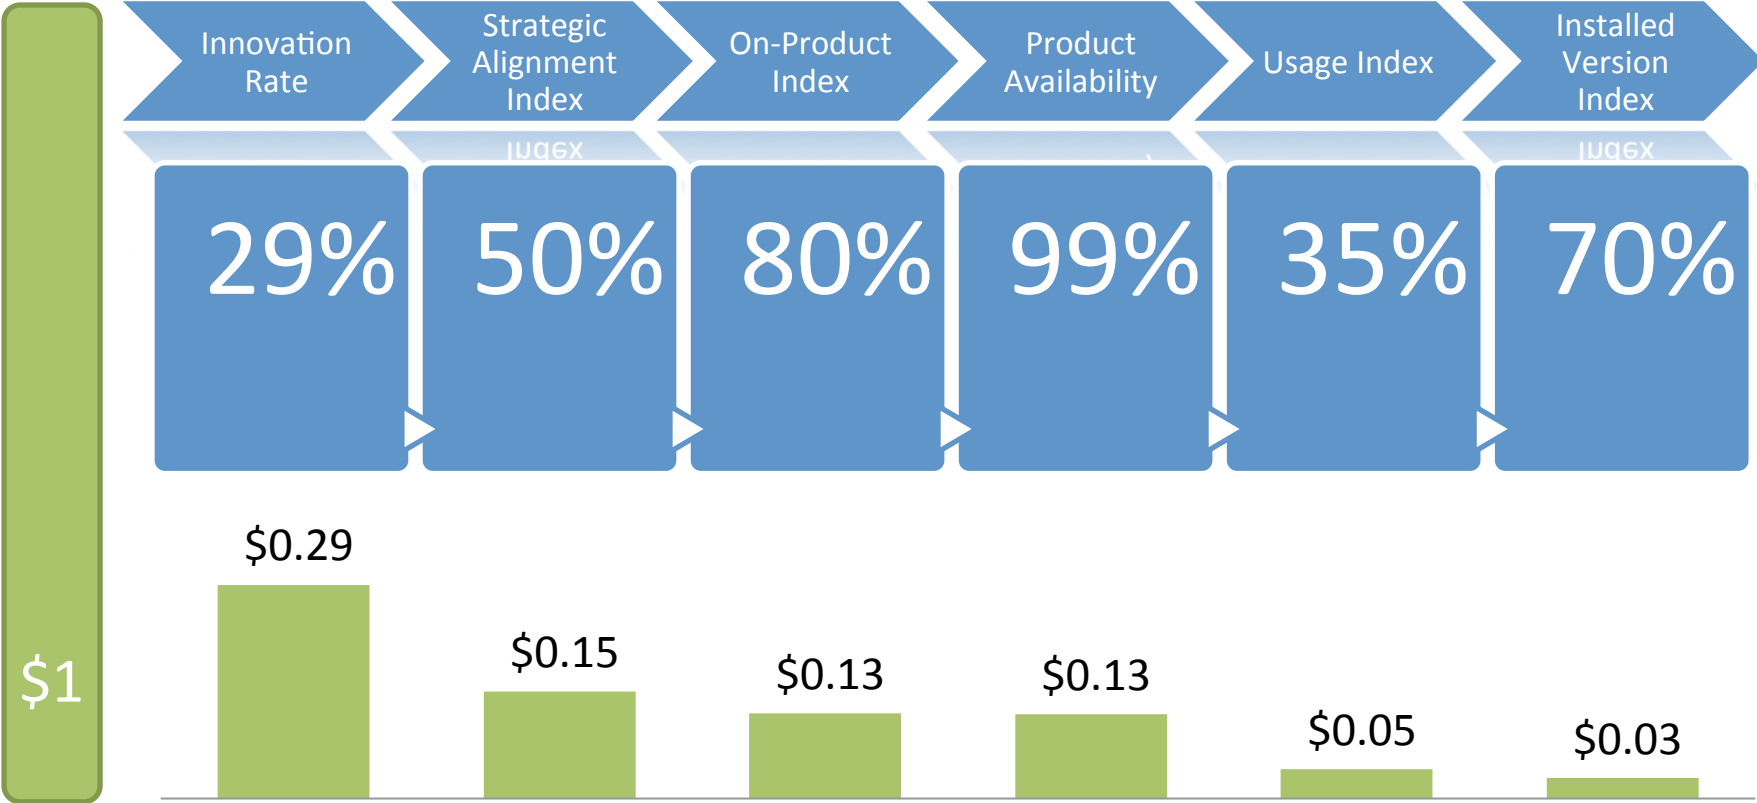 Innovation
Rate
Strategic
Alignment
Index
On-Product
Index
Product
Availability
Usage Index
Installed
Version
Index
29%
50%
80%
99%
35%
70%
$1
$0.29
$0.15
$0.13
$0.13
$0.05
$0.03